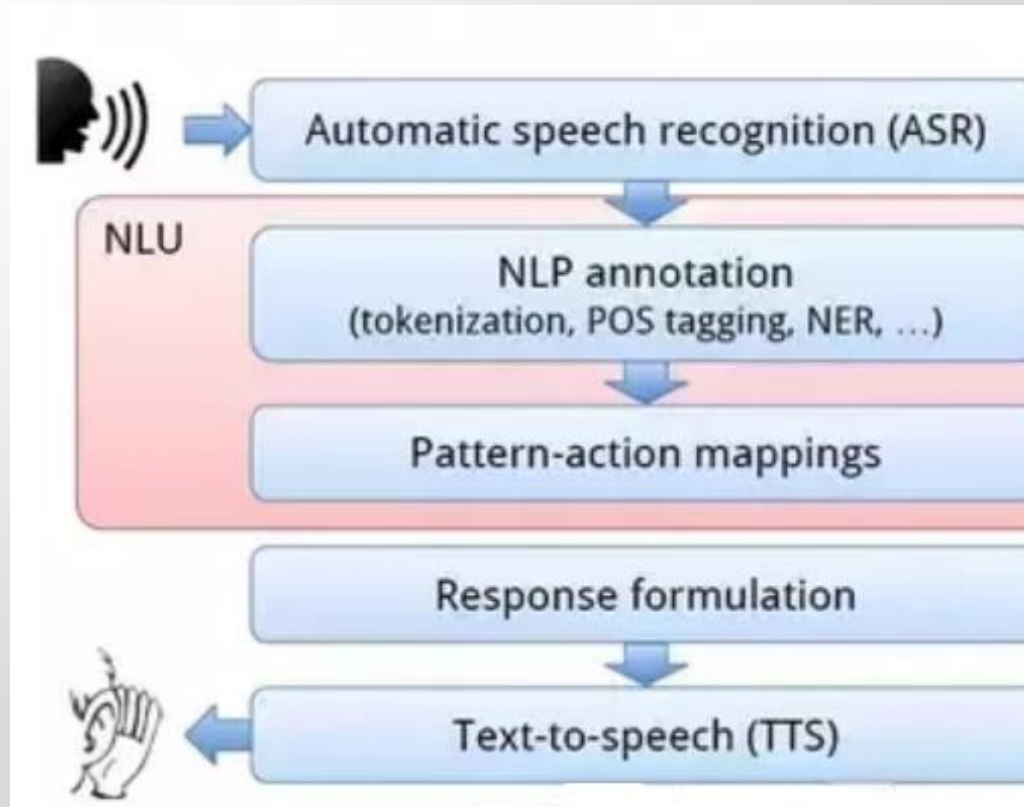 Automatic speech recognition (ASR)
NLU
NLP annotation
(tokenization, POS tagging, NER, ...)
Pattern-action mappings
Response formulation
Text-to-speech (TTS)